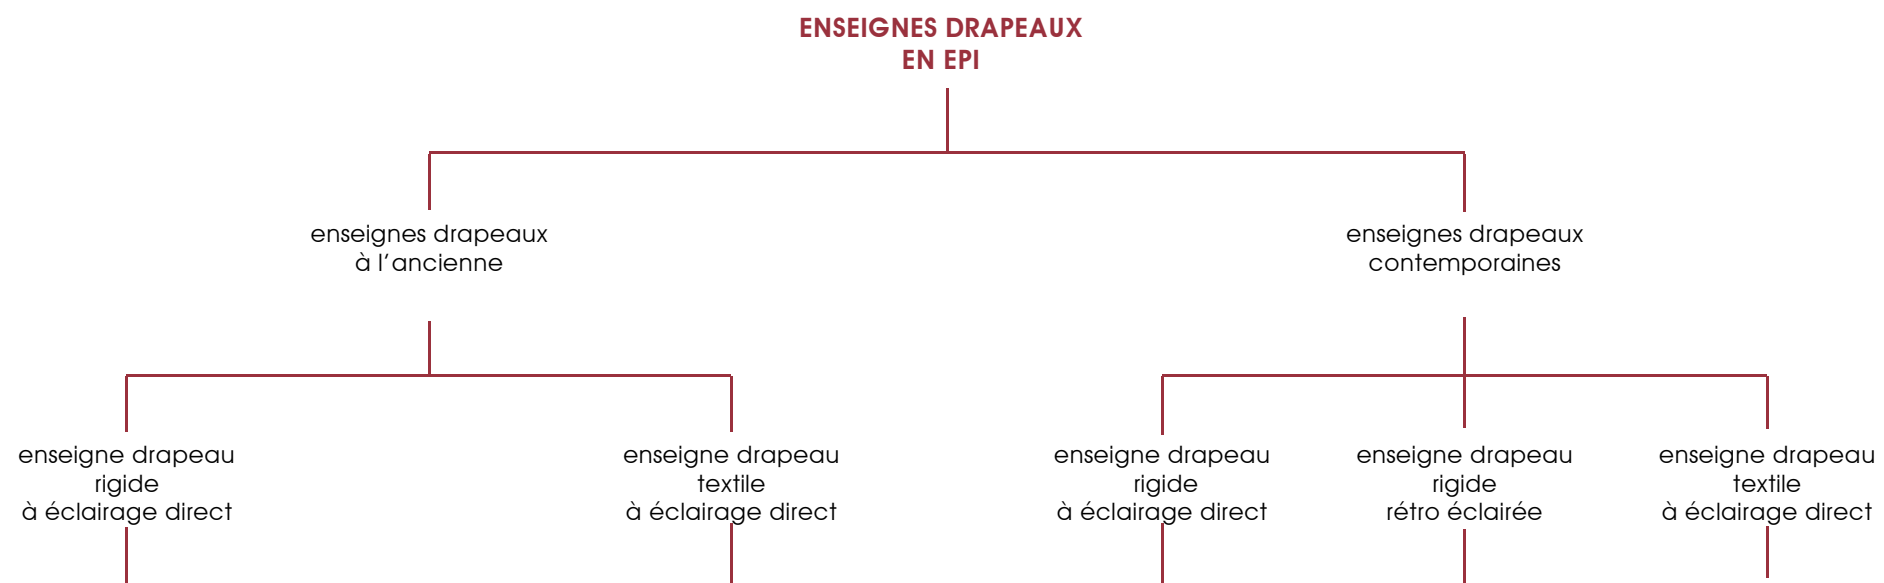 ENSEIGNES DRAPEAUX
EN EPI
enseignes drapeaux
à l’ancienne
enseignes drapeaux
contemporaines
enseigne drapeau
rigide
à éclairage direct
enseigne drapeau
textile
à éclairage direct
enseigne drapeau
rigide
à éclairage direct
enseigne drapeau
rigide
rétro éclairée
enseigne drapeau
textile
à éclairage direct